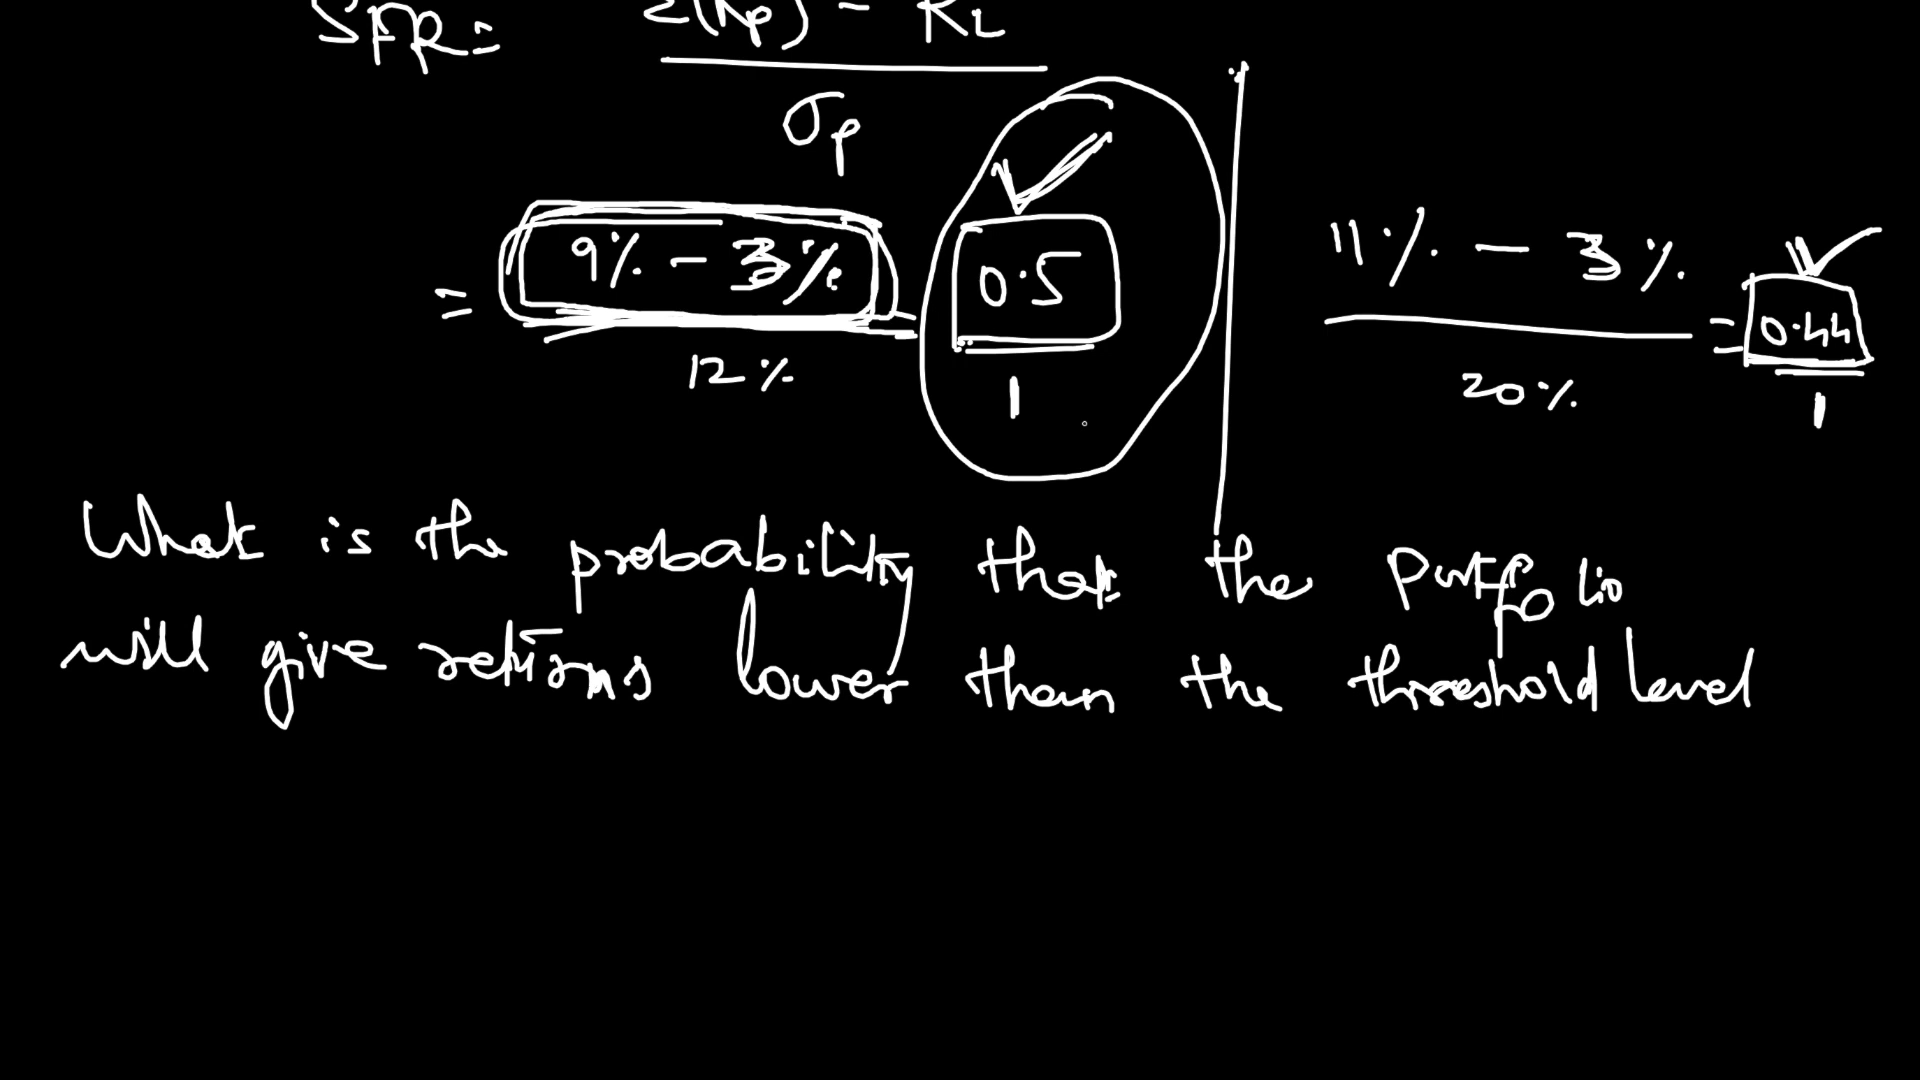 SFR = E(Rp) - RL
σp
= 9% - 3% = 0.5 11% - 3% = 0.44
12% 1 20% 1
What is the probability that the portfolio
will give returns lower than the threshold level